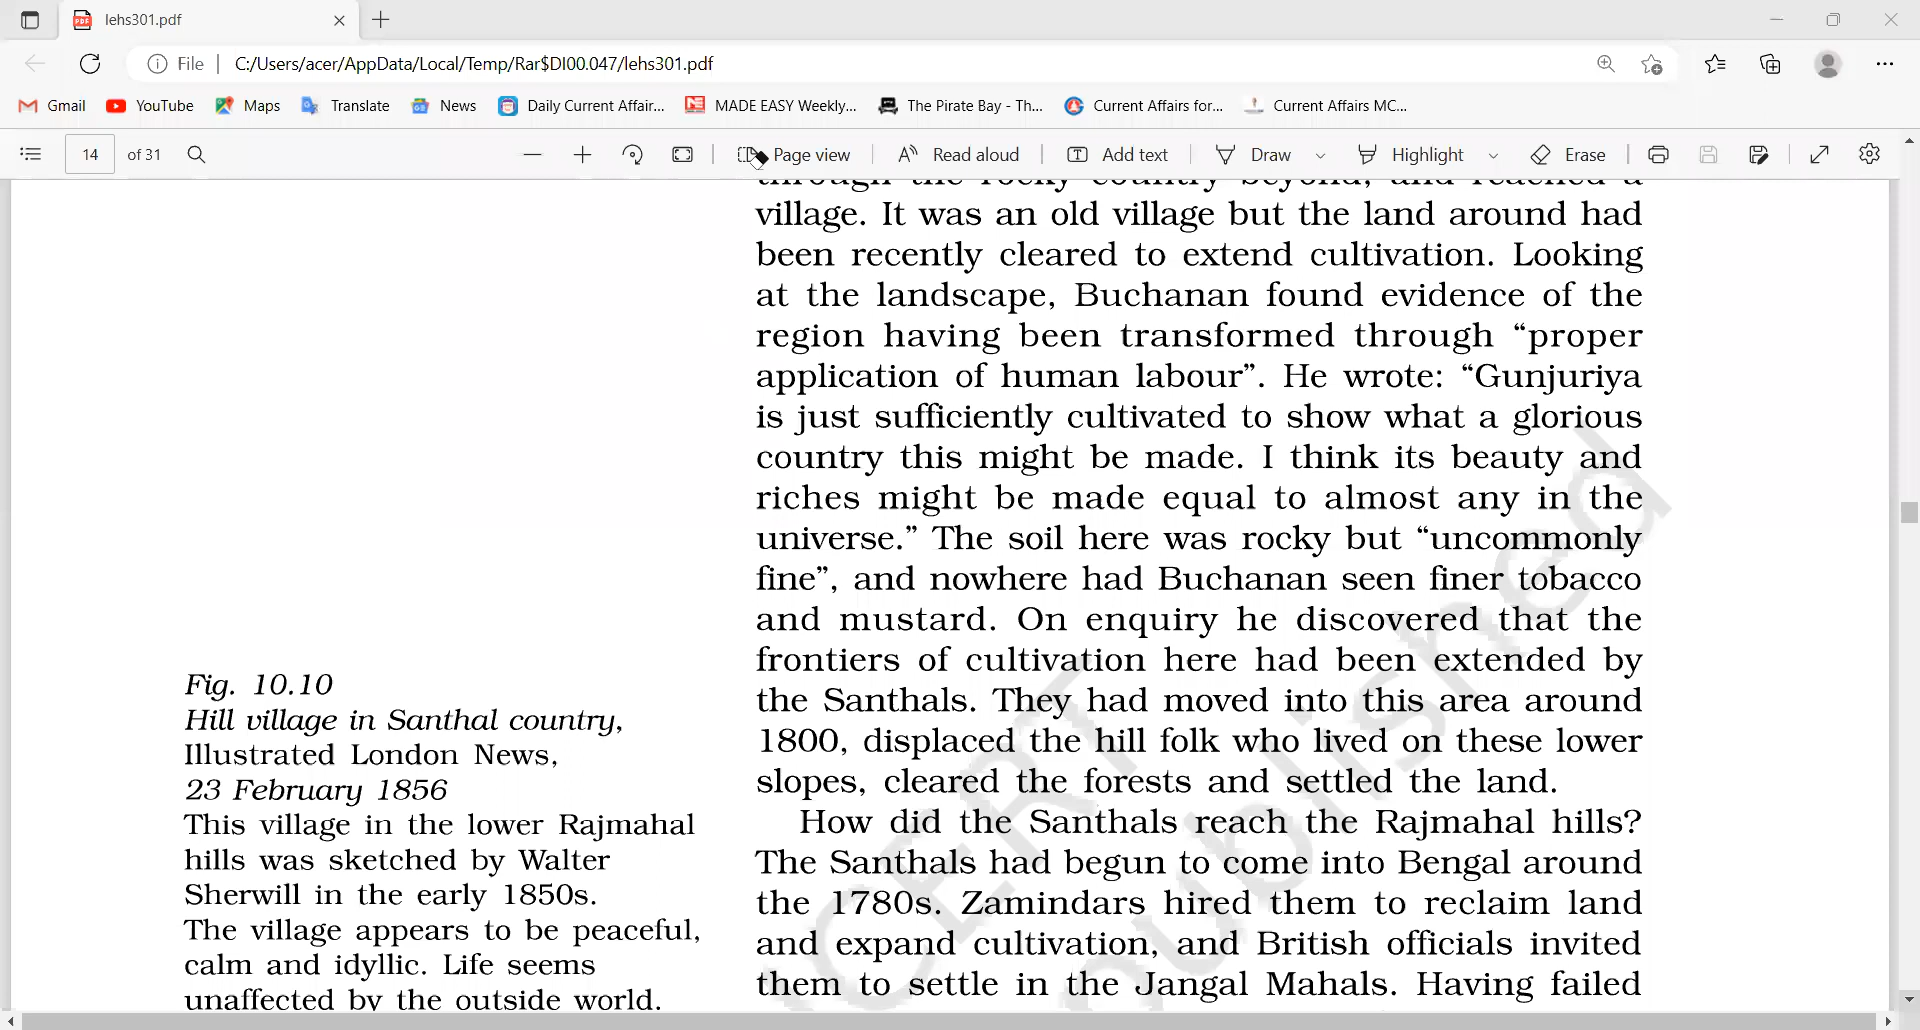 lehs301.pdf
File
C:/Users/acer/AppData/Local/Temp/Rar$DI00.047/lehs301.pdf
Gmail YouTube Maps Translate News Daily Current Affair... MADE EASY Weekly... The Pirate Bay - Th... Current Affairs for... Current Affairs MC...
14 of 31 Page view Read aloud Add text Draw Highlight Erase
through the rocky country beyond, and reached a
village. It was an old village but the land around had
been recently cleared to extend cultivation. Looking
at the landscape, Buchanan found evidence of the
region having been transformed through “proper
application of human labour”. He wrote: “Gunjuriya
is just sufficiently cultivated to show what a glorious
country this might be made. I think its beauty and
riches might be made equal to almost any in the
universe.” The soil here was rocky but “uncommonly
fine”, and nowhere had Buchanan seen finer tobacco
and mustard. On enquiry he discovered that the
frontiers of cultivation here had been extended by
the Santhals. They had moved into this area around
1800, displaced the hill folk who lived on these lower
slopes, cleared the forests and settled the land.
How did the Santhals reach the Rajmahal hills?
The Santhals had begun to come into Bengal around
the 1780s. Zamindars hired them to reclaim land
and expand cultivation, and British officials invited
them to settle in the Jangal Mahals. Having failed
Fig. 10.10
Hill village in Santhal country,
Illustrated London News,
23 February 1856
This village in the lower Rajmahal
hills was sketched by Walter
Sherwill in the early 1850s.
The village appears to be peaceful,
calm and idyllic. Life seems
unaffected by the outside world.